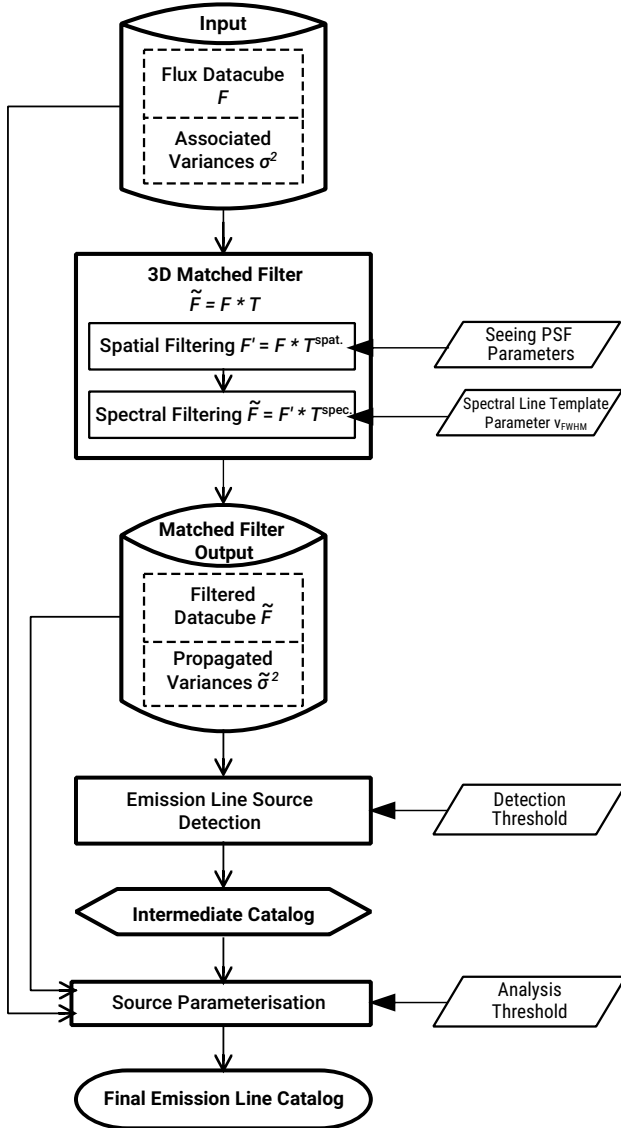 Input
Flux Datacube
F
Associated
Variances σ²
3D Matched Filter
F̃ = F * T
Spatial Filtering F' = F * Tˢᵖᵃᵗ·
Seeing PSF
Parameters
Spectral Filtering F̃ = F' * Tˢᵖᵉᶜ·
Spectral Line Template
Parameter v_FWHM
Matched Filter
Output
Filtered
Datacube F̃
Propagated
Variances σ̃²
Emission Line Source
Detection
Detection
Threshold
Intermediate Catalog
Source Parameterisation
Analysis
Threshold
Final Emission Line Catalog